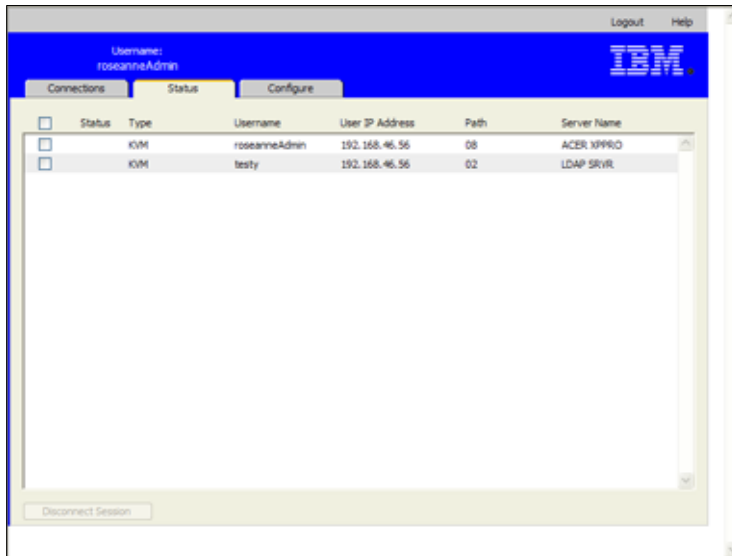 Logout Help
Username:
roseanneAdmin
IBM
Connections Status Configure
Status Type Username User IP Address Path Server Name
KVM roseanneAdmin 192.168.46.56 08 ACER XPPRO
KVM testy 192.168.46.56 02 LDAP SRVR
Disconnect Session